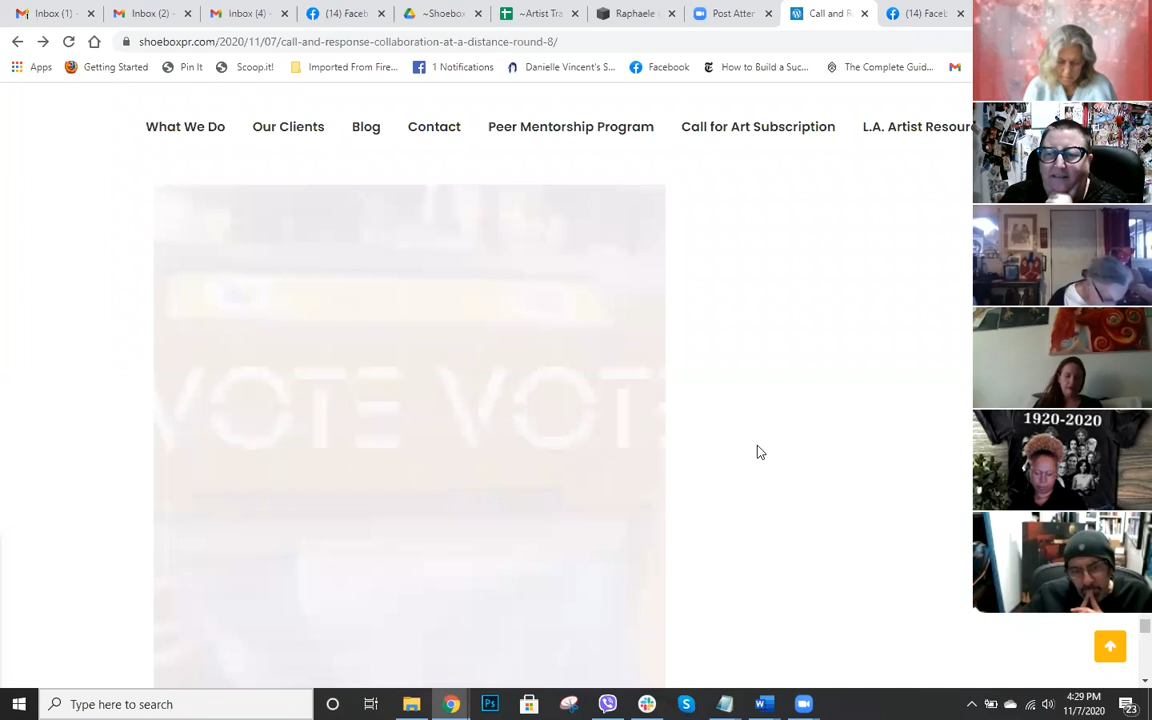 Inbox (1) -
Inbox (2) -
Inbox (4) -
(14) Faceb
~Shoebox
~Artist Tra
Raphaele
Post Atter
Call and R
(14) Faceb
shoeboxpr.com/2020/11/07/call-and-response-collaboration-at-a-distance-round-8/
Apps
Getting Started
Pin It
Scoop.it!
Imported From Fire...
1 Notifications
Danielle Vincent's S...
Facebook
How to Build a Suc...
The Complete Guid...
What We Do
Our Clients
Blog
Contact
Peer Mentorship Program
Call for Art Subscription
L.A. Artist Resour
VOTE VOT
1920-2020
Type here to search
Ps
4:29 PM
11/7/2020
23